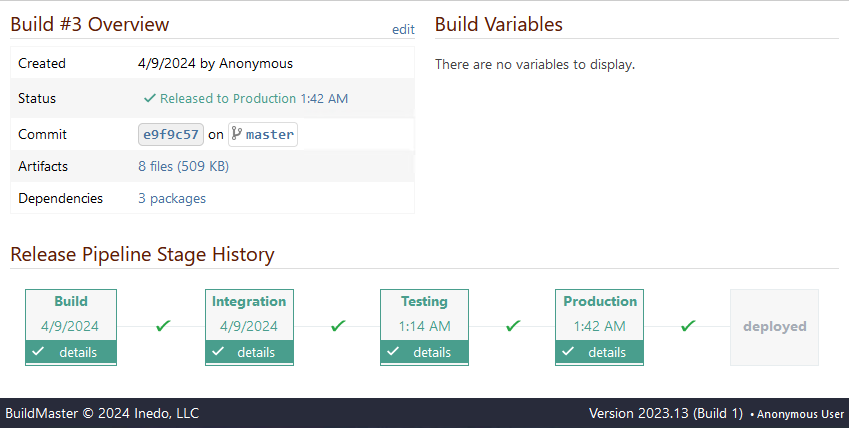 Build #3 Overview
edit
Created 4/9/2024 by Anonymous
Status Released to Production 1:42 AM
Commit e9f9c57 on master
Artifacts 8 files (509 KB)
Dependencies 3 packages
Build Variables
There are no variables to display.
Release Pipeline Stage History
Build Integration Testing Production
4/9/2024 4/9/2024 1:14 AM 1:42 AM deployed
details details details details
BuildMaster © 2024 Inedo, LLC Version 2023.13 (Build 1) • Anonymous User